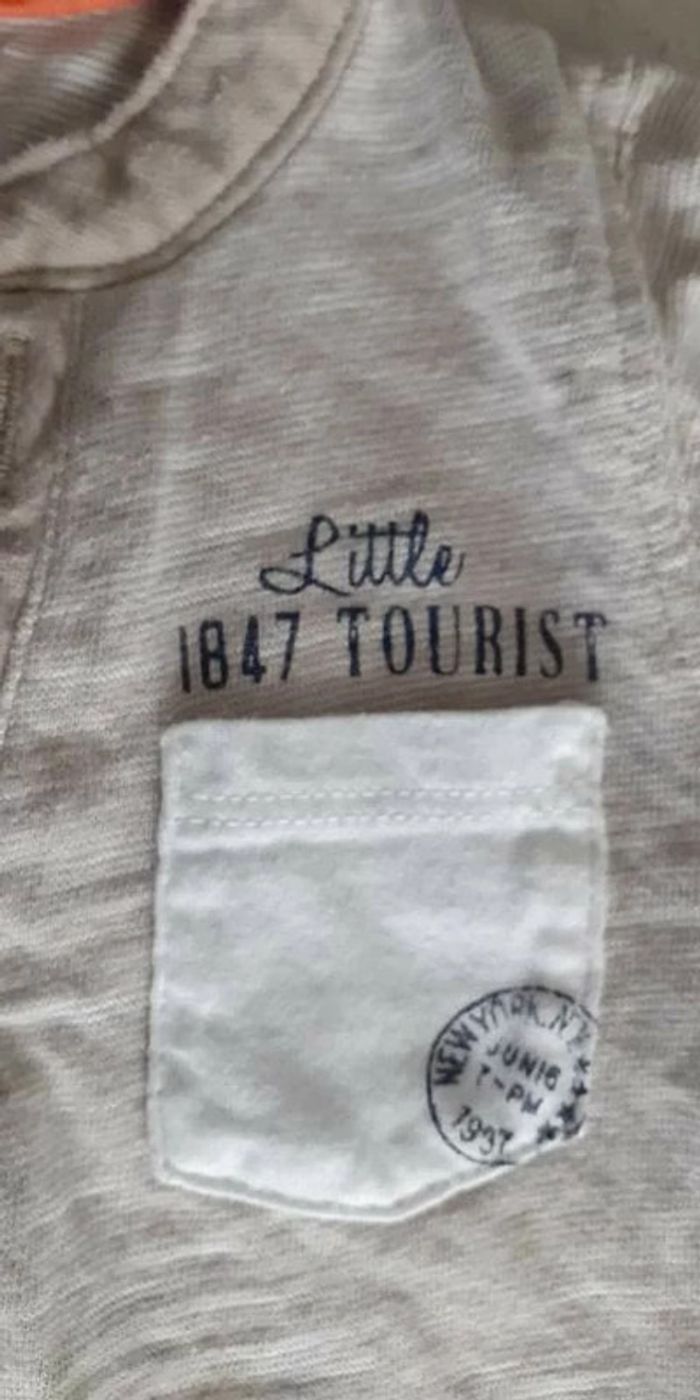 Little
1847 TOURIST
NEW YORK, N.Y.
JUN 16
7-PM
1937